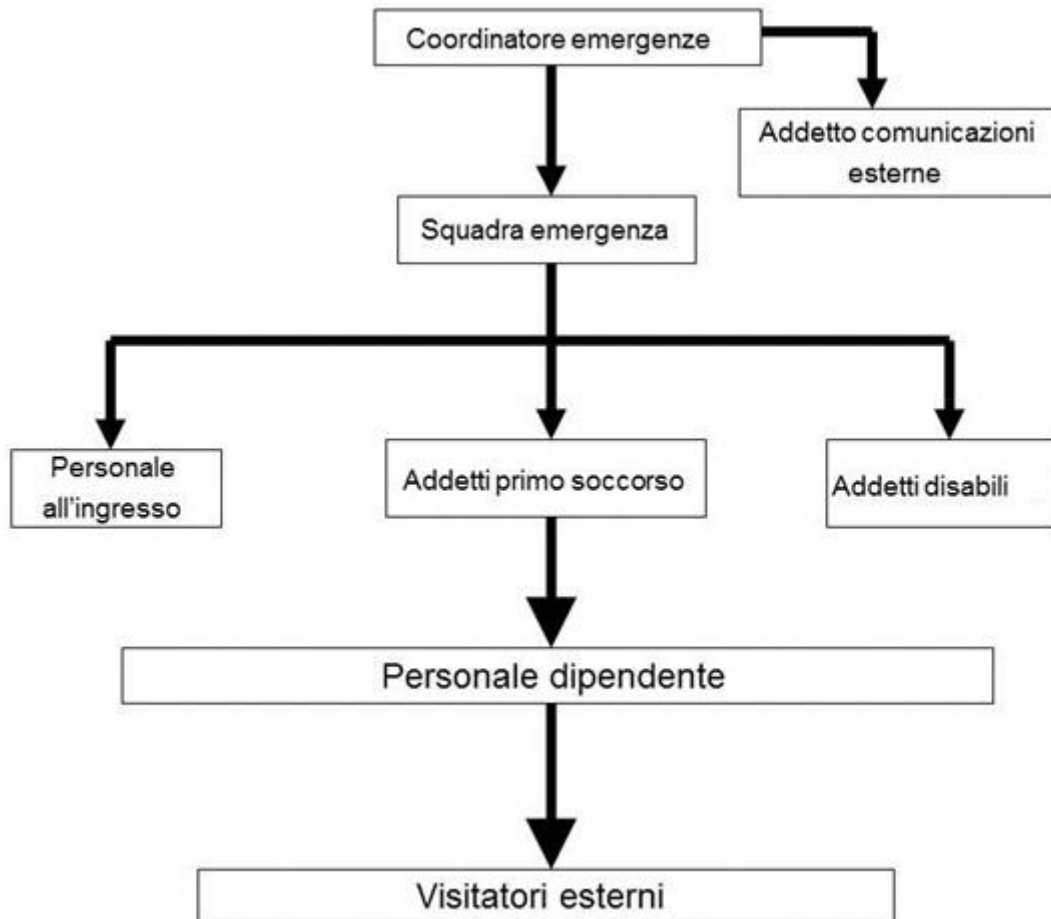 Coordinatore emergenze
Addetto comunicazioni
esterne
Squadra emergenza
Personale
all'ingresso
Addetti primo soccorso
Addetti disabili
Personale dipendente
Visitatori esterni